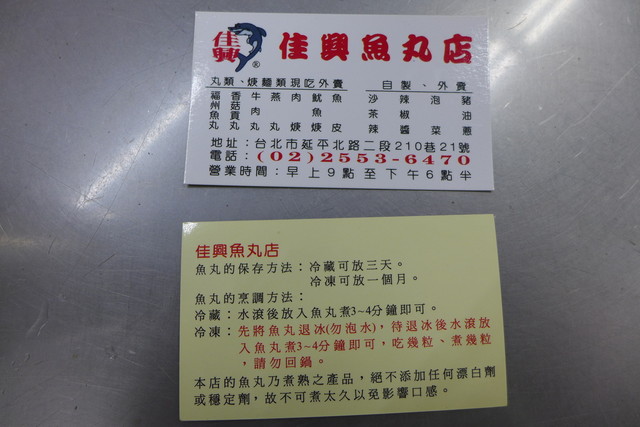 佳興
®
佳興魚丸店
丸類、焿麵類現吃外賣
福州魚丸
香菇貢丸
牛肉丸
燕丸
肉焿
魷魚焿
魚皮
自製、外賣
沙茶辣
辣椒醬
泡菜
豬油蔥
地址:台北市延平北路二段210巷21號
電話:(02)2553-6470
營業時間:早上9點至下午6點半
佳興魚丸店
魚丸的保存方法:冷藏可放三天。
冷凍可放一個月。
魚丸的烹調方法:
冷藏:水滾後放入魚丸煮3~4分鐘即可。
冷凍:先將魚丸退冰(勿泡水),待退冰後水滾放
入魚丸煮3~4分鐘即可,吃幾粒、煮幾粒
,請勿回鍋。
本店的魚丸乃煮熟之產品,絕不添加任何漂白劑
或穩定劑,故不可煮太久以免影響口感。